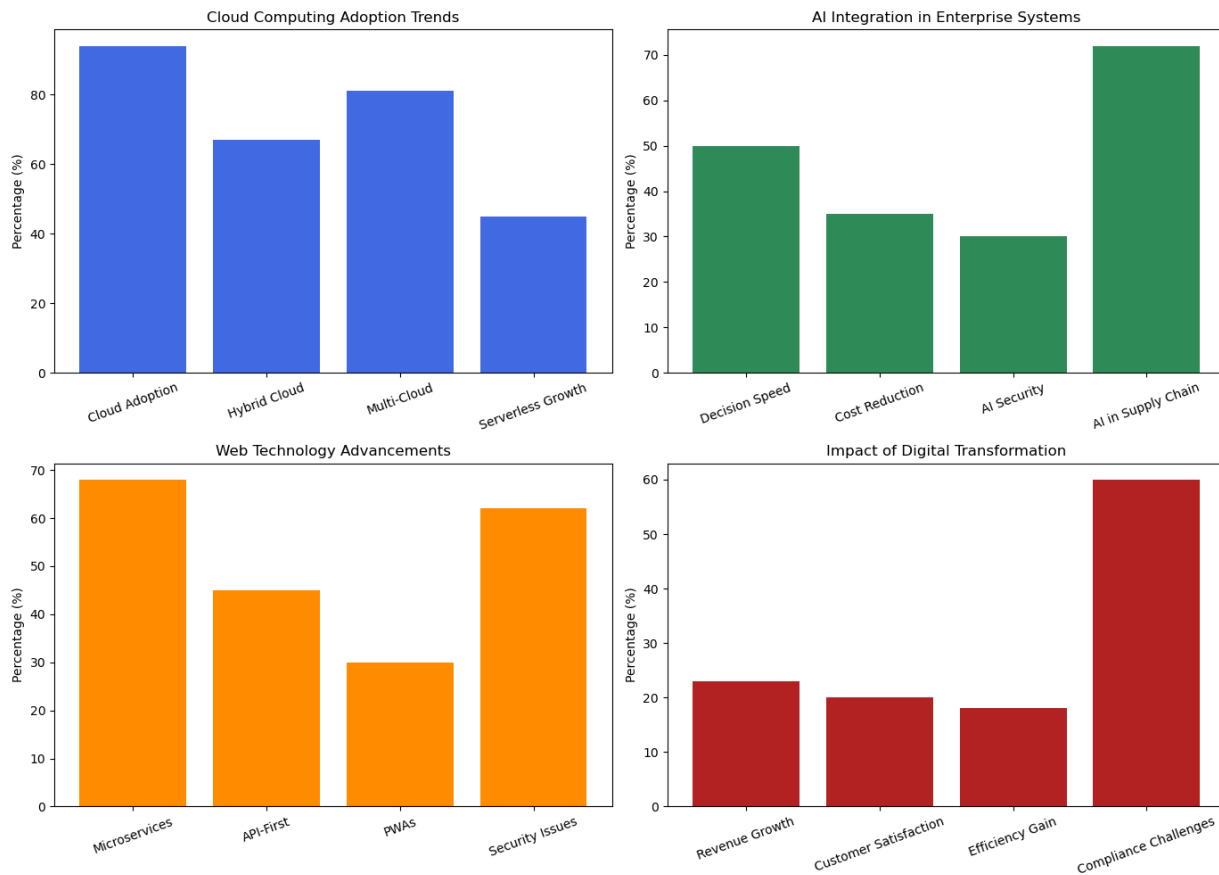 Cloud Computing Adoption Trends
Percentage (%)
80
60
40
20
0
Cloud Adoption
Hybrid Cloud
Multi-Cloud
Serverless Growth
AI Integration in Enterprise Systems
Percentage (%)
70
60
50
40
30
20
10
0
Decision Speed
Cost Reduction
AI Security
AI in Supply Chain
Web Technology Advancements
Percentage (%)
70
60
50
40
30
20
10
0
Microservices
API-First
PWAs
Security Issues
Impact of Digital Transformation
Percentage (%)
60
50
40
30
20
10
0
Revenue Growth
Customer Satisfaction
Efficiency Gain
Compliance Challenges